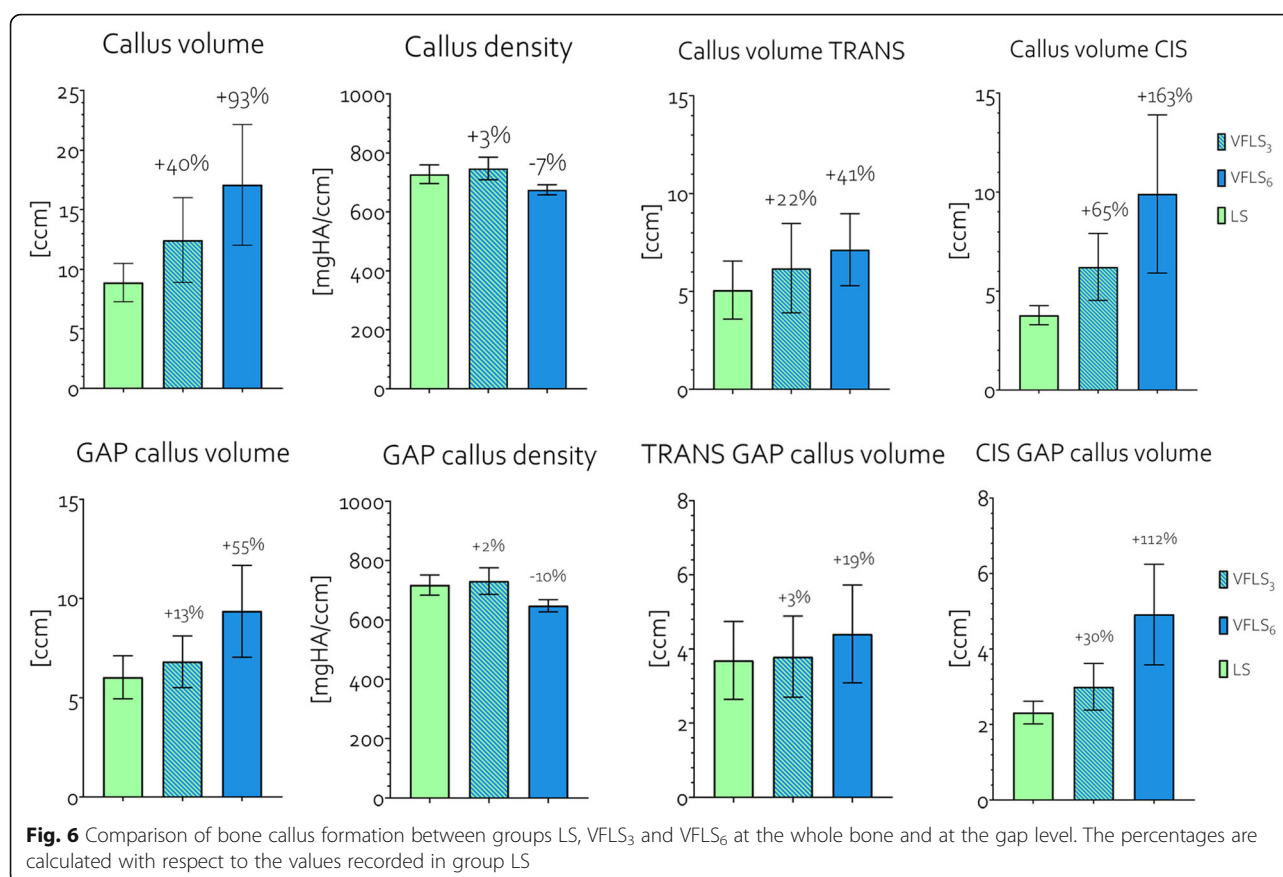 Callus volume
[ccm]
25
20
15
10
5
0
+40%
+93%
Callus density
[mgHA/ccm]
1000
800
600
400
200
0
+3%
-7%
Callus volume TRANS
[ccm]
15
10
5
0
+22%
+41%
Callus volume CIS
[ccm]
15
10
5
0
+65%
+163%
VFLS₃
VFLS₆
LS
GAP callus volume
[ccm]
15
10
5
0
+13%
+55%
GAP callus density
[mgHA/ccm]
1000
800
600
400
200
0
+2%
-10%
TRANS GAP callus volume
[ccm]
8
6
4
2
0
+3%
+19%
CIS GAP callus volume
[ccm]
8
6
4
2
0
+30%
+112%
VFLS₃
VFLS₆
LS
Fig. 6 Comparison of bone callus formation between groups LS, VFLS₃ and VFLS₆ at the whole bone and at the gap level. The percentages are
calculated with respect to the values recorded in group LS